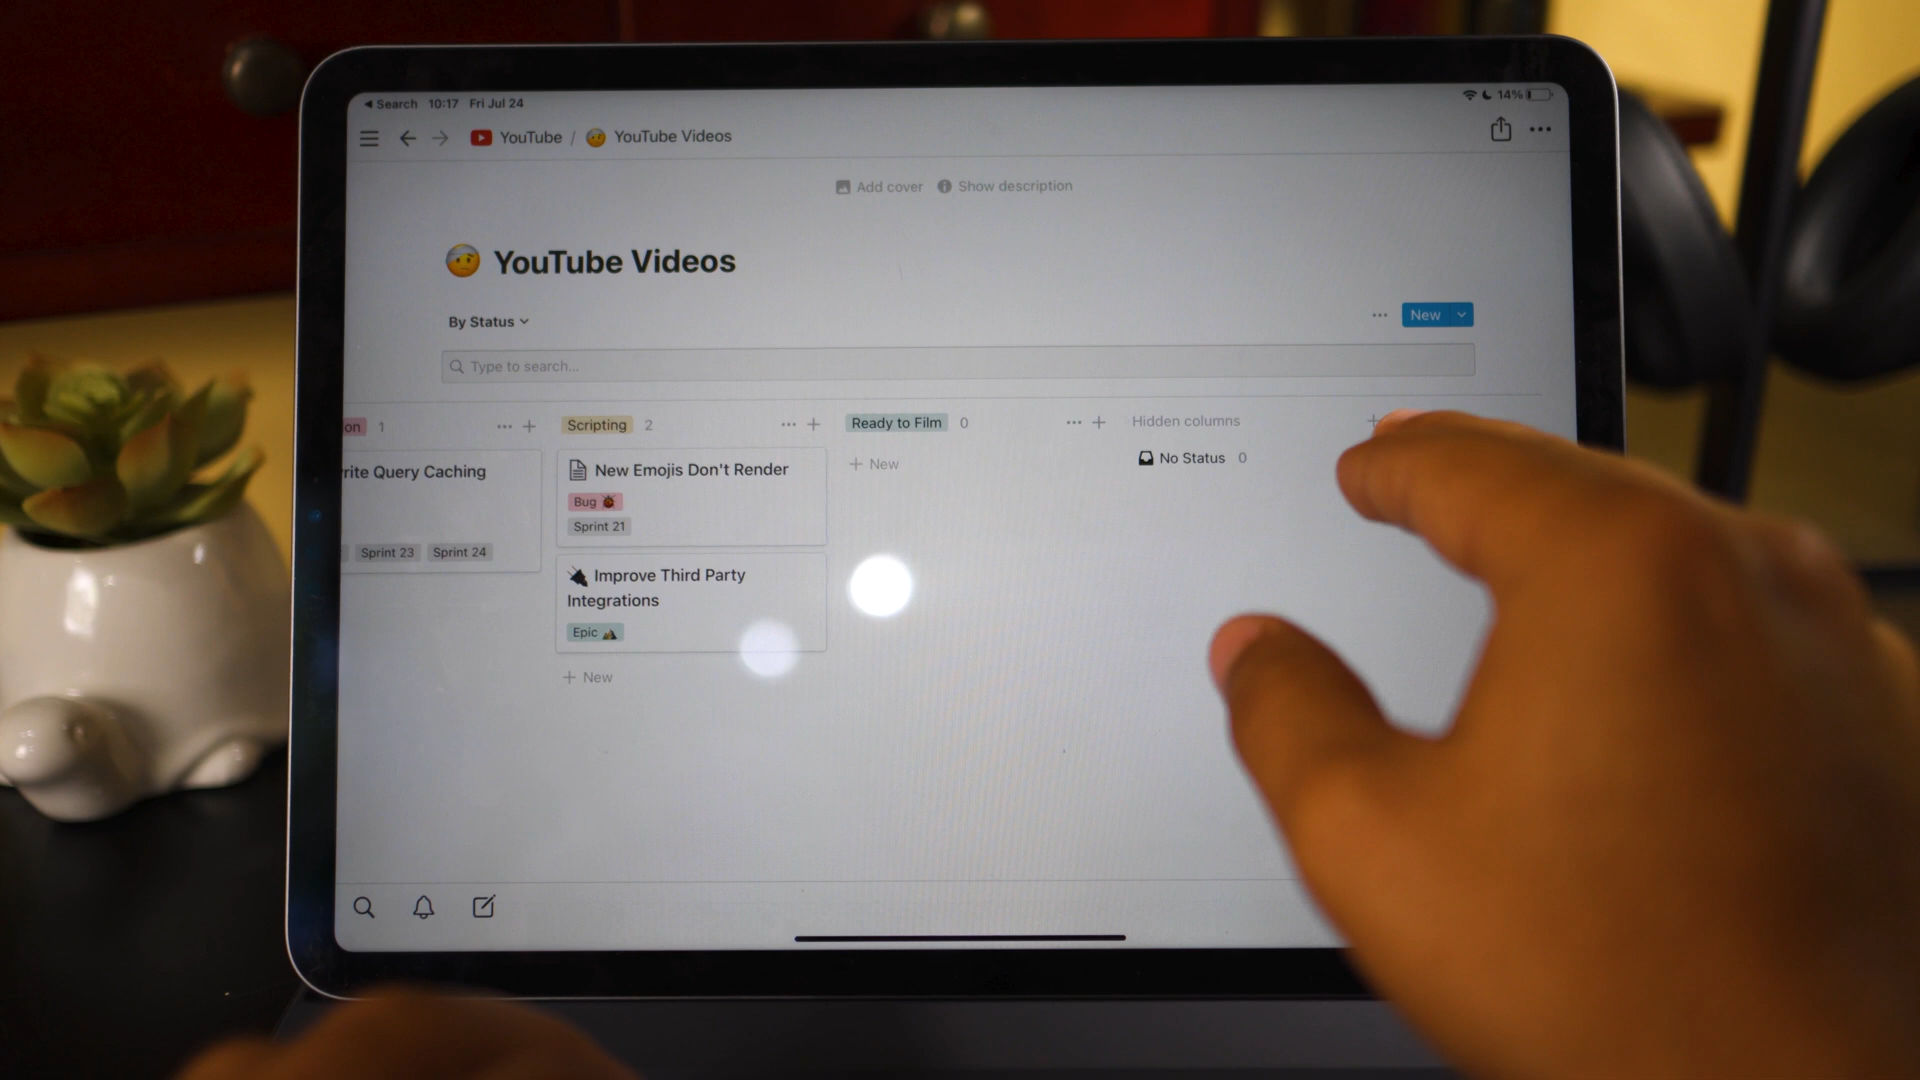 Search 10:17 Fri Jul 24 14%
YouTube / YouTube Videos
Add cover Show description
YouTube Videos
By Status New
Type to search...
on 1 Scripting 2 Ready to Film 0 Hidden columns
rite Query Caching New Emojis Don't Render New No Status 0
Bug
Sprint 21
Sprint 23 Sprint 24
Improve Third Party
Integrations
Epic
New